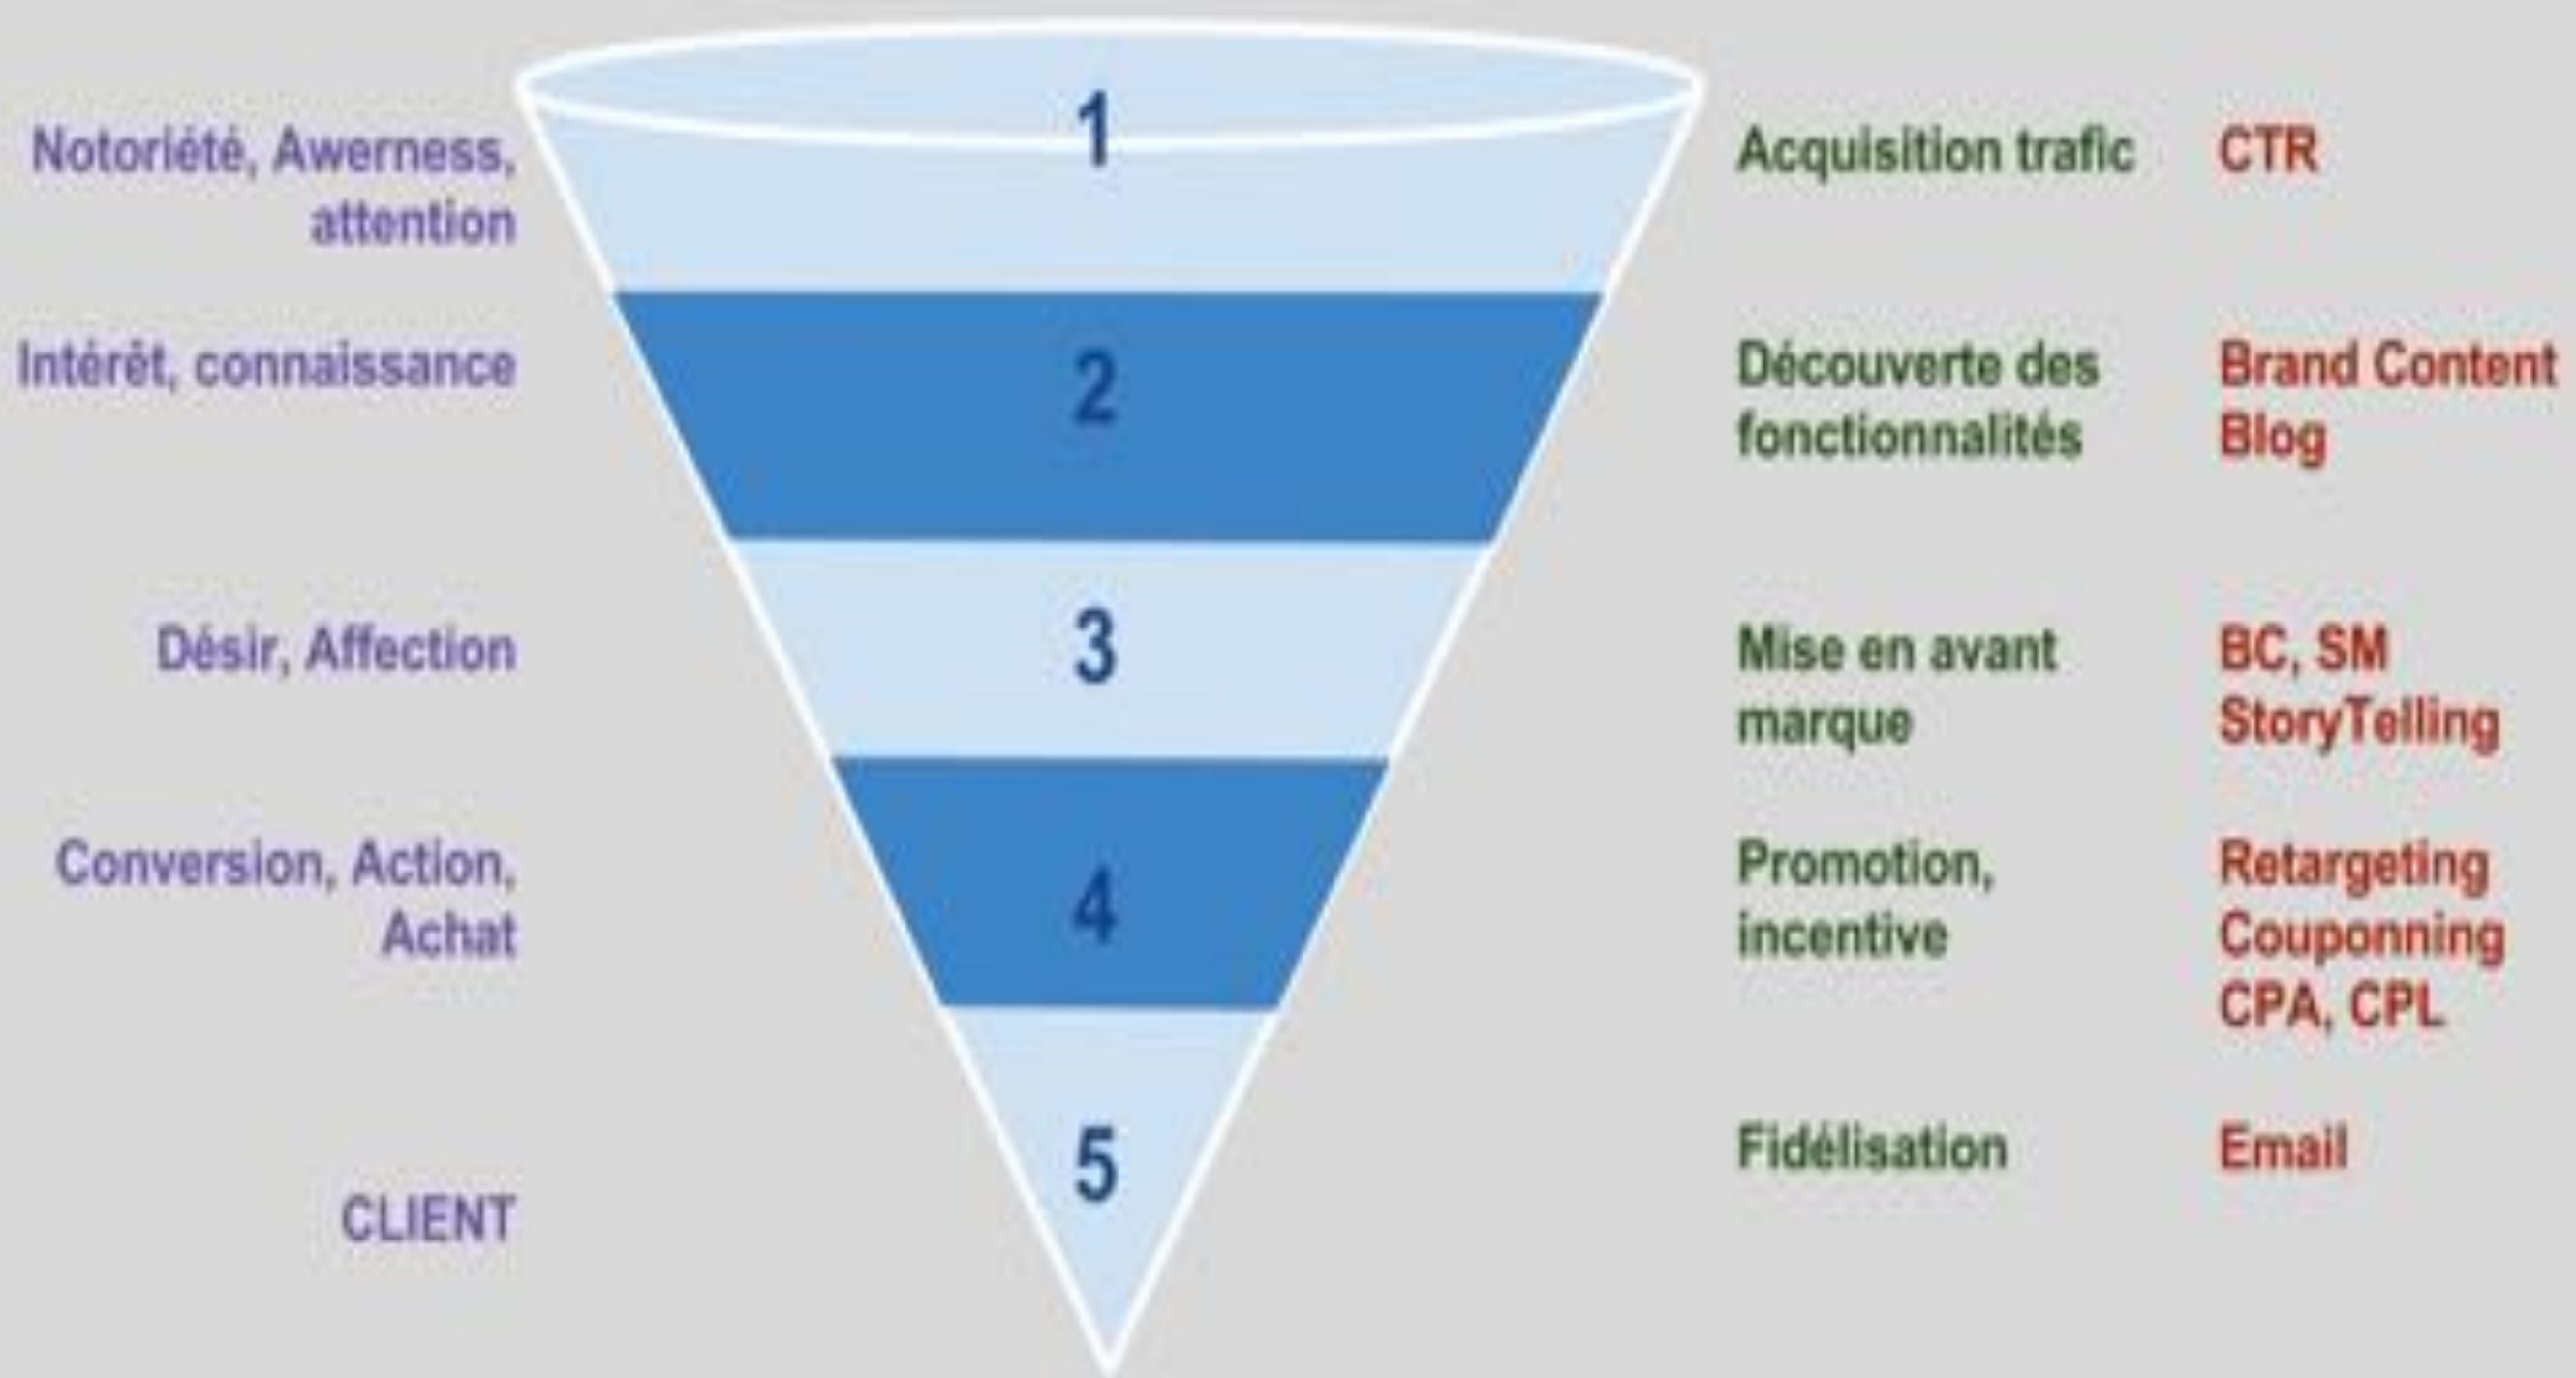 1
Notoriété, Awerness,
attention
Acquisition trafic
CTR
2
Intérêt, connaissance
Découverte des
fonctionnalités
Brand Content
Blog
3
Désir, Affection
Mise en avant
marque
BC, SM
StoryTelling
4
Conversion, Action,
Achat
Promotion,
incentive
Retargeting
Couponning
CPA, CPL
5
CLIENT
Fidélisation
Email